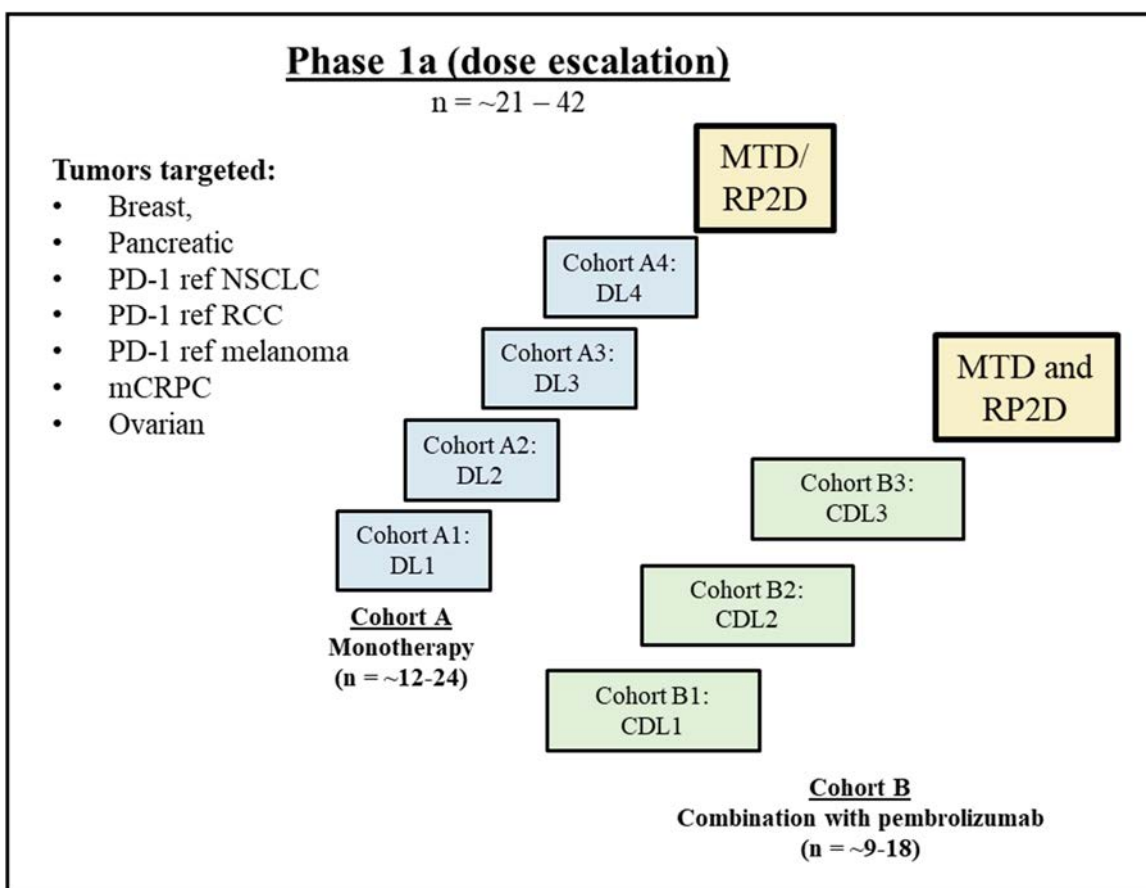 Phase 1a (dose escalation)
n = ~21 – 42
Tumors targeted:
• Breast,
• Pancreatic
• PD-1 ref NSCLC
• PD-1 ref RCC
• PD-1 ref melanoma
• mCRPC
• Ovarian
MTD/
RP2D
Cohort A4:
DL4
Cohort A3:
DL3
Cohort A2:
DL2
Cohort A1:
DL1
Cohort A
Monotherapy
(n = ~12-24)
MTD and
RP2D
Cohort B3:
CDL3
Cohort B2:
CDL2
Cohort B1:
CDL1
Cohort B
Combination with pembrolizumab
(n = ~9-18)